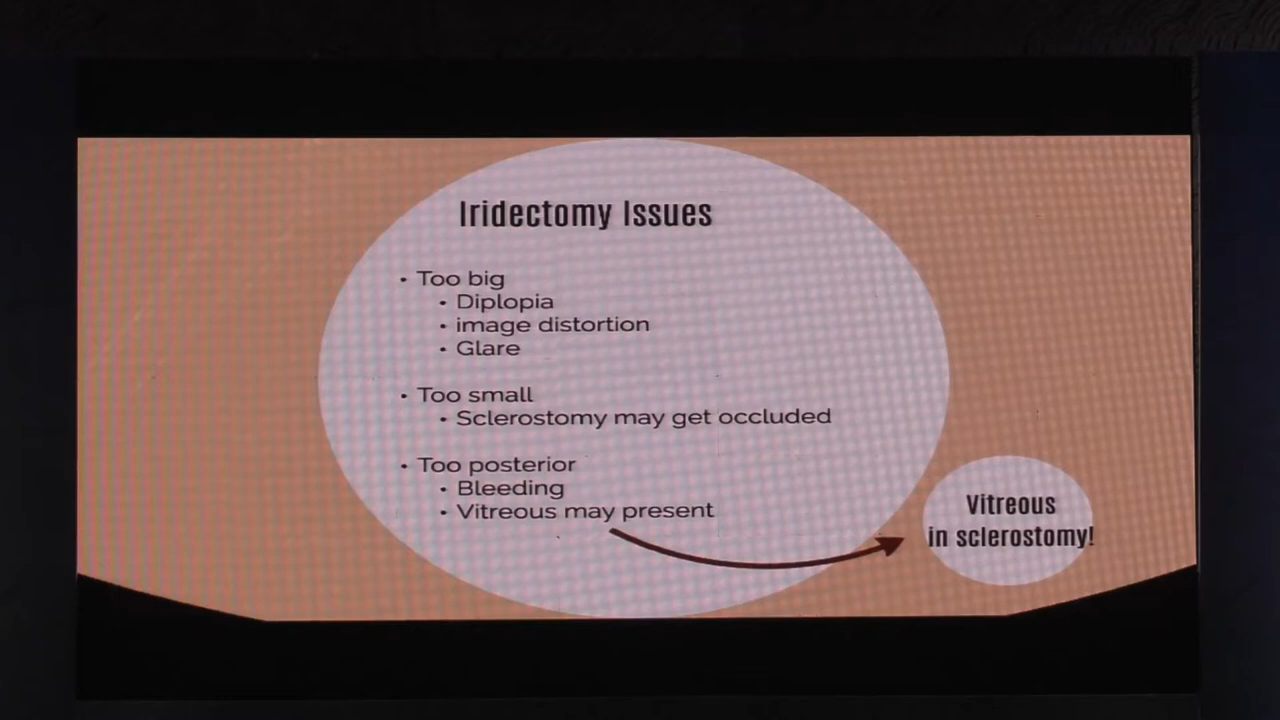 Iridectomy Issues
• Too big
• Diplopia
• image distortion
• Glare
• Too small
• Sclerostomy may get occluded
• Too posterior
• Bleeding
• Vitreous may present
Vitreous
in sclerostomy!